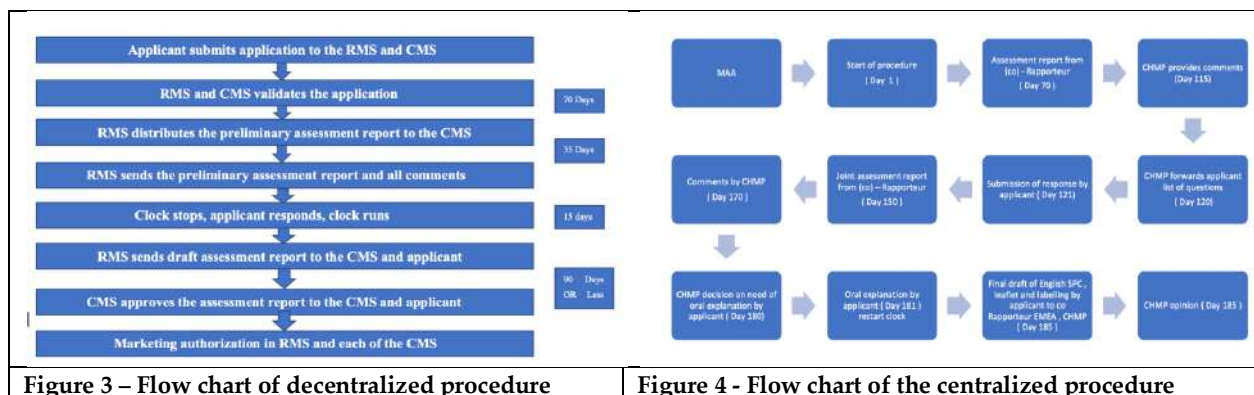 Applicant submits application to the RMS and CMS
RMS and CMS validates the application
70 Days
RMS distributes the preliminary assessment report to the CMS
35 Days
RMS sends the preliminary assessment report and all comments
Clock stops, applicant responds, clock runs
15 days
RMS sends draft assessment report to the CMS and applicant
90 Days
OR Less
CMS approves the assessment report to the CMS and applicant
Marketing authorization in RMS and each of the CMS
Figure 3 – Flow chart of decentralized procedure
MAA
Start of procedure
( Day 1 )
Assessment report from
(co) - Rapporteur
( Day 70 )
CHMP provides comments
(Day 115)
Comments by CHMP
( Day 170 )
Joint assessment report
from (co) – Rapporteur
( Day 150 )
Submission of response by
applicant ( Day 121)
CHMP forwards applicant
list of questions
(Day 120)
CHMP decision on need of
oral explanation by
applicant ( Day 180)
Oral explanation by
applicant ( Day 181 )
restart clock
Final draft of English SPC ,
leaflet and labelling by
applicant to co
Rapporteur EMEA , CHMP
( Day 185 )
CHMP opinion ( Day 185 )
Figure 4 - Flow chart of the centralized procedure